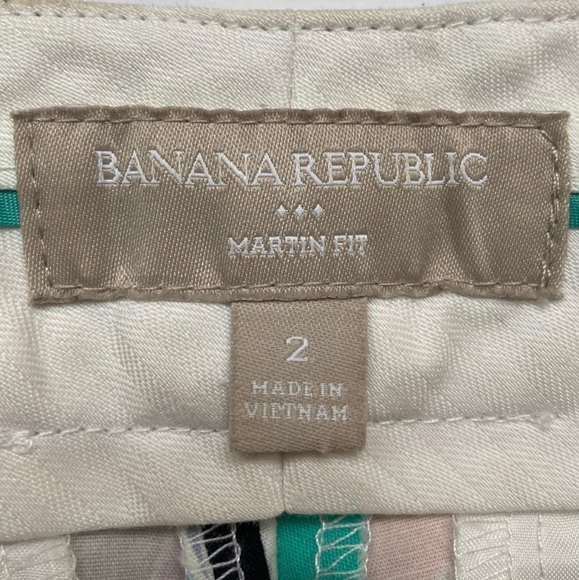 BANANA REPUBLIC
MARTIN FIT
2
MADE IN
VIETNAM